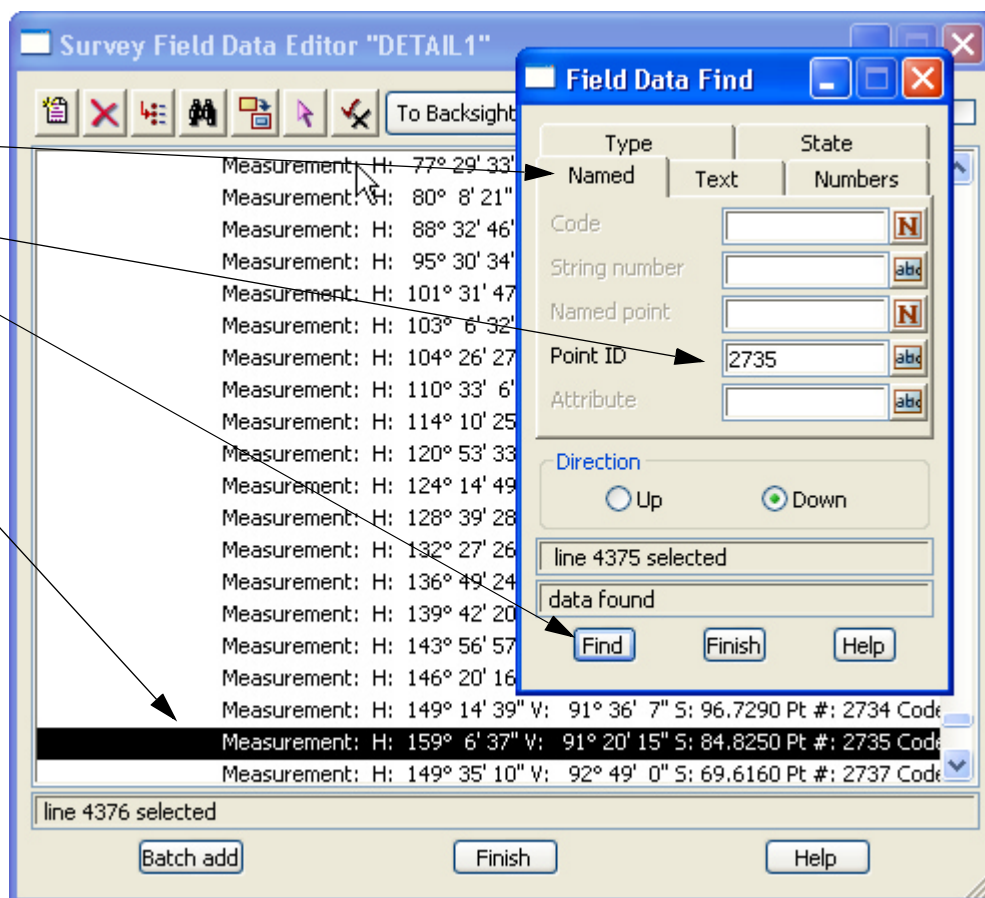 Survey Field Data Editor "DETAIL1"
To Backsight
Measurement: H: 77° 29' 33'
Measurement: H: 80° 8' 21"
Measurement: H: 88° 32' 46'
Measurement: H: 95° 30' 34'
Measurement: H: 101° 31' 47
Measurement: H: 103° 6' 32'
Measurement: H: 104° 26' 27
Measurement: H: 110° 33' 6'
Measurement: H: 114° 10' 25
Measurement: H: 120° 53' 33
Measurement: H: 124° 14' 49
Measurement: H: 128° 39' 28
Measurement: H: 132° 27' 26
Measurement: H: 136° 49' 24
Measurement: H: 139° 42' 20
Measurement: H: 143° 56' 57
Measurement: H: 146° 20' 16
Measurement: H: 149° 14' 39" V: 91° 36' 7" S: 96.7290 Pt #: 2734 Code
Measurement: H: 159° 6' 37" V: 91° 20' 15" S: 84.8250 Pt #: 2735 Code
Measurement: H: 149° 35' 10" V: 92° 49' 0" S: 69.6160 Pt #: 2737 Code
line 4376 selected
Batch add Finish Help
Field Data Find
Type State
Named Text Numbers
Code N
String number abc
Named point N
Point ID 2735 abc
Attribute abc
Direction
Up Down
line 4375 selected
data found
Find Finish Help